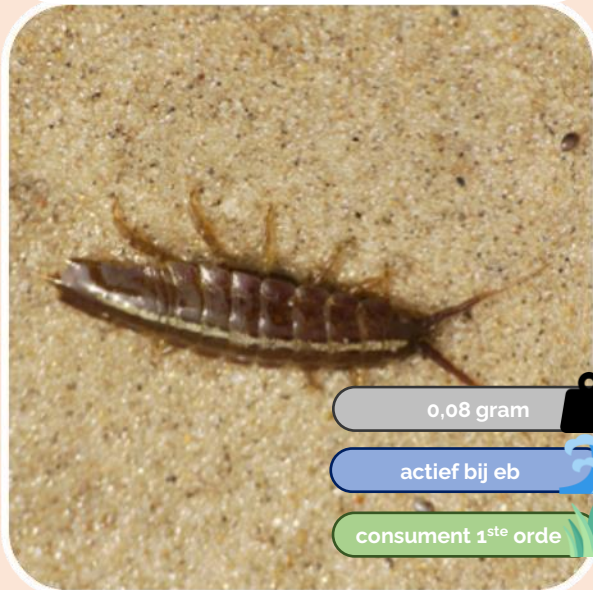 0,08 gram
actief bij eb
consument 1ste orde